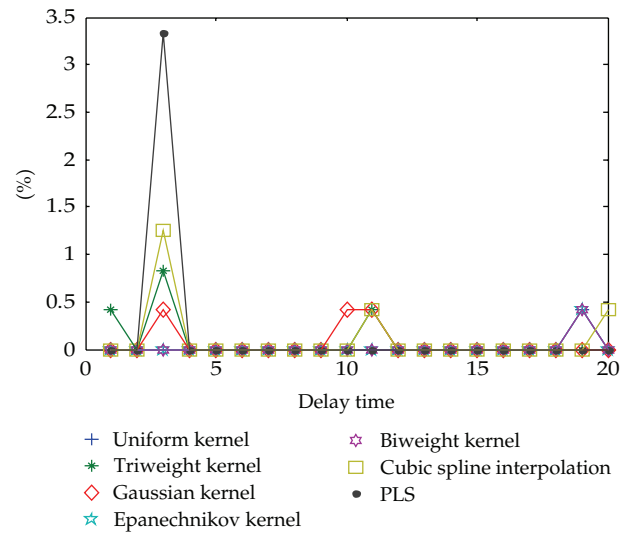 3.5
3
2.5
2
1.5
1
0.5
0
(%)
0 5 10 15 20
Delay time
Uniform kernel
Triweight kernel
Gaussian kernel
Epanechnikov kernel
Biweight kernel
Cubic spline interpolation
PLS